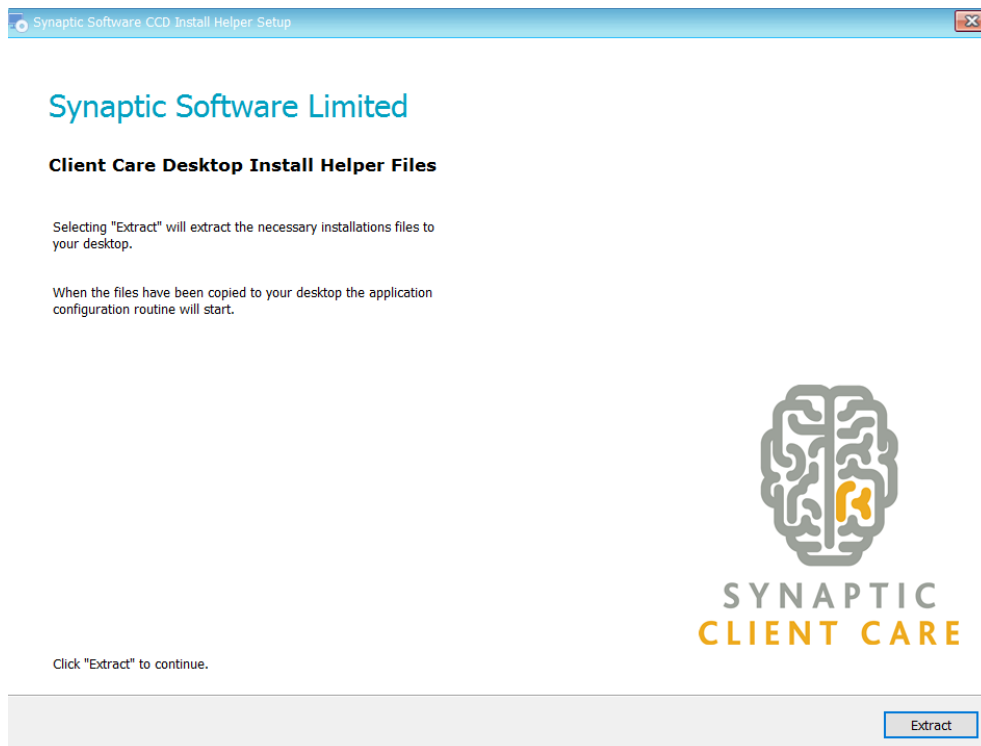 Synaptic Software CCD Install Helper Setup
Synaptic Software Limited
Client Care Desktop Install Helper Files
Selecting "Extract" will extract the necessary installations files to
your desktop.
When the files have been copied to your desktop the application
configuration routine will start.
SYNAPTIC
CLIENT CARE
Click "Extract" to continue.
Extract